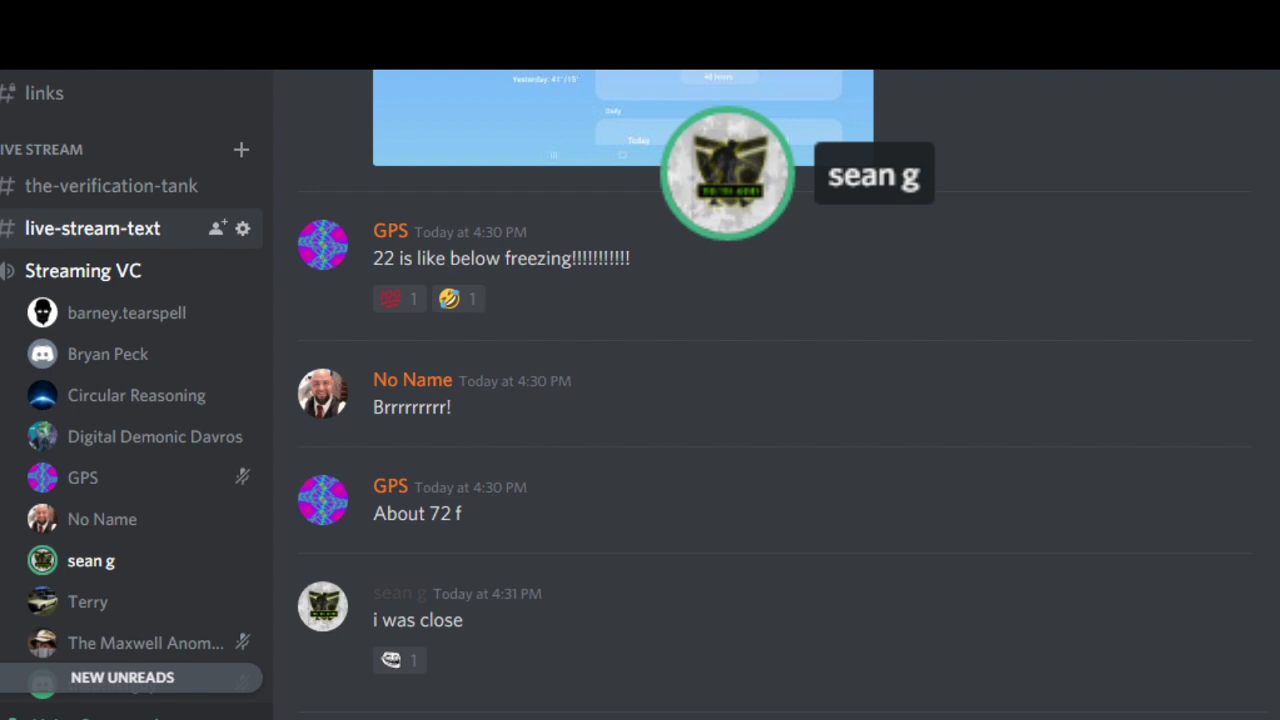 links
IVE STREAM
the-verification-tank
live-stream-text
Streaming VC
barney.tearspell
Bryan Peck
Circular Reasoning
Digital Demonic Davros
GPS
No Name
sean g
Terry
The Maxwell Anom...
NEW UNREADS
Yesterday: 41°/15°
Daily
Today
sean g
GPS Today at 4:30 PM
22 is like below freezing!!!!!!!!!!!
1 1
No Name Today at 4:30 PM
Brrrrrrrrr!
GPS Today at 4:30 PM
About 72 f
sean g Today at 4:31 PM
i was close
1